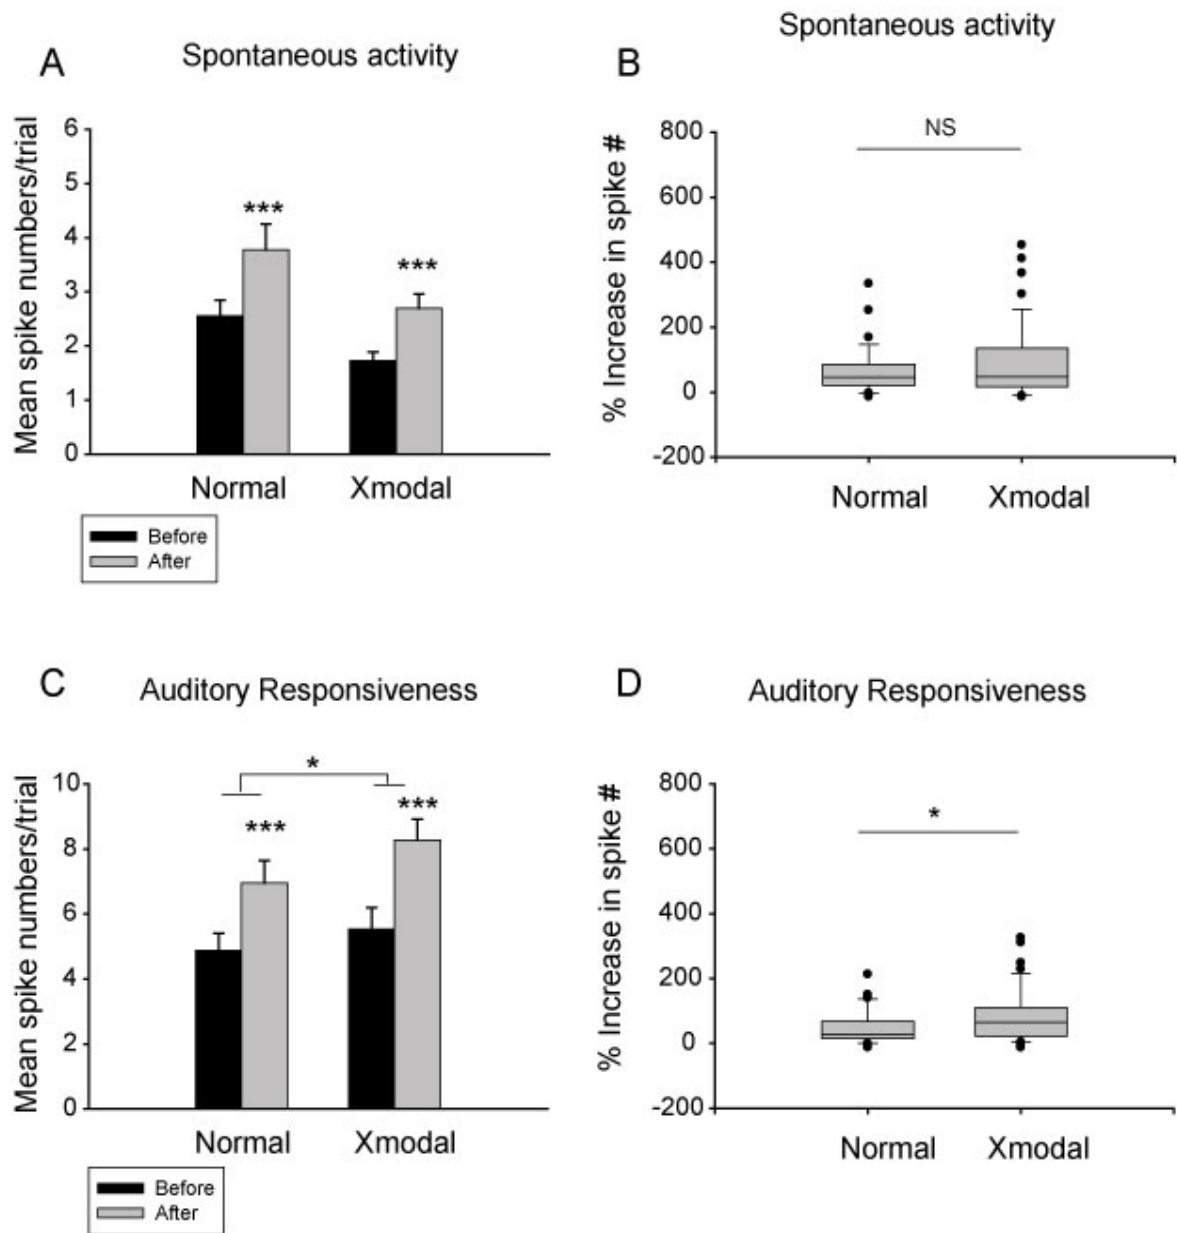 A
Spontaneous activity
Mean spike numbers/trial
6
5
4
3
2
1
0
***
***
Normal Xmodal
Before
After
B
Spontaneous activity
% Increase in spike #
800
600
400
200
0
-200
NS
Normal Xmodal
C
Auditory Responsiveness
Mean spike numbers/trial
10
8
6
4
2
0
*
***
***
Normal Xmodal
Before
After
D
Auditory Responsiveness
% Increase in spike #
800
600
400
200
0
-200
*
Normal Xmodal